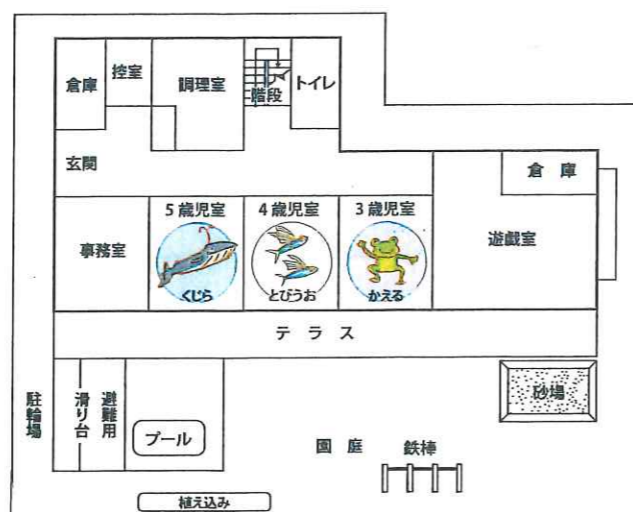 倉庫
控室
調理室
階段
トイレ
玄関
倉 庫
事務室
5歳児室
くじら
4歳児室
とびうお
3歳児室
かえる
遊戯室
テ ラ ス
駐輪場
滑り台
避難用
プール
砂場
園 庭
鉄棒
植え込み